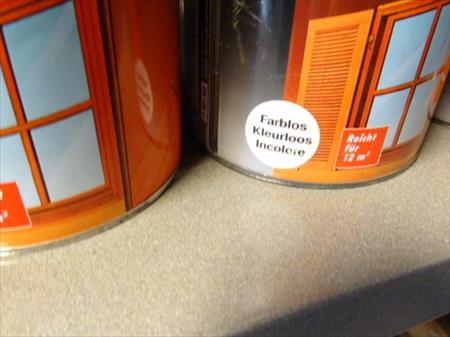 Farblos
Kleurloos
Incolore
Reicht
für
12 m²